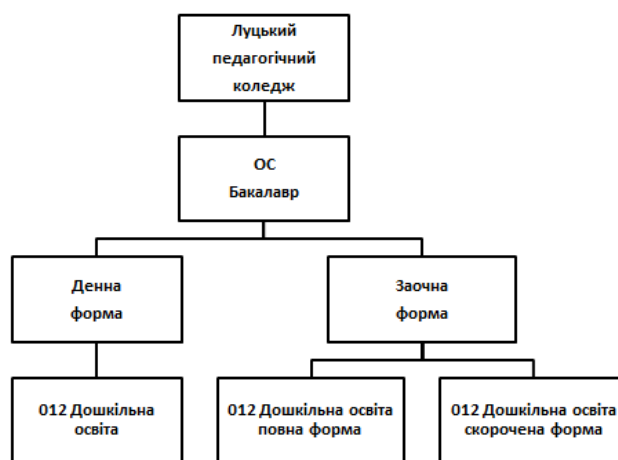 Луцький
педагогічний
коледж
ОС
Бакалавр
Денна
форма
Заочна
форма
012 Дошкільна
освіта
012 Дошкільна освіта
повна форма
012 Дошкільна освіта
скорочена форма